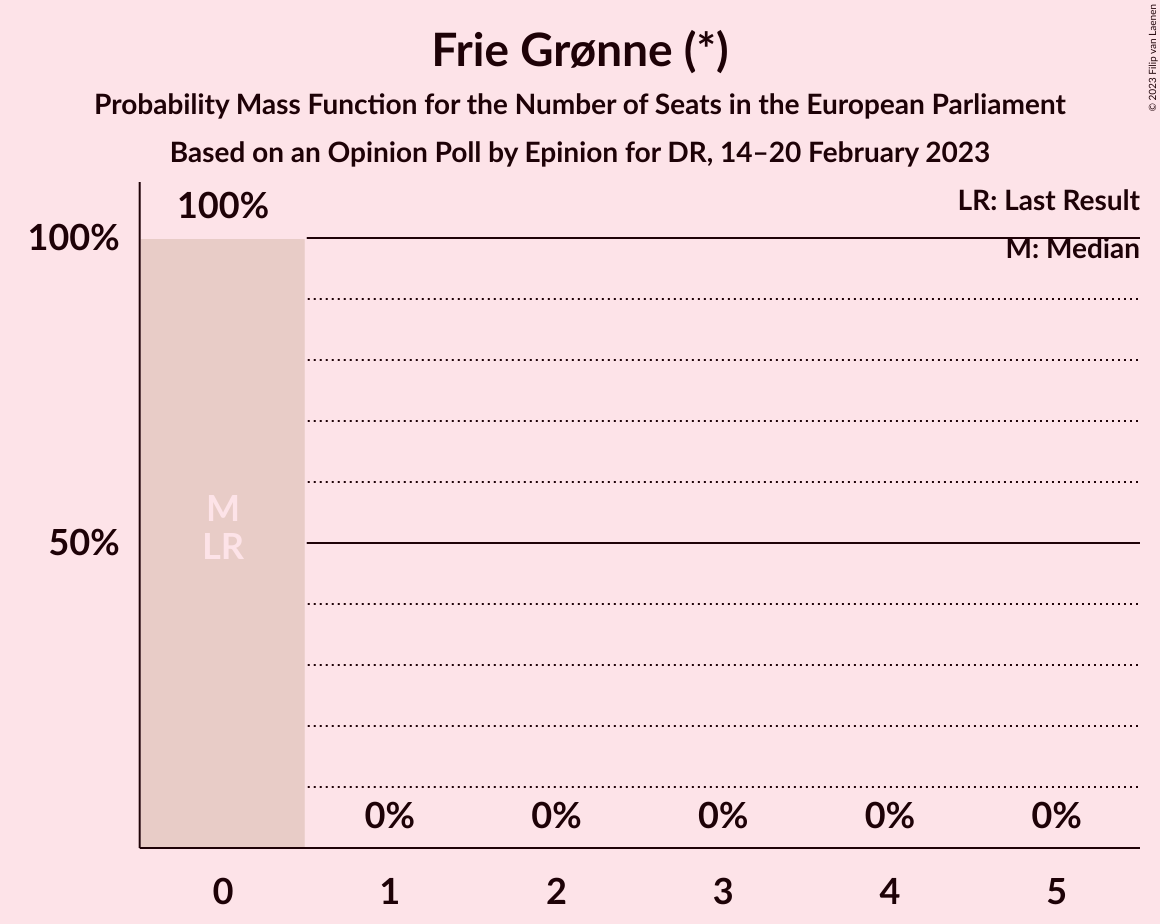 Frie Grønne (*)
Probability Mass Function for the Number of Seats in the European Parliament
Based on an Opinion Poll by Epinion for DR, 14–20 February 2023
© 2023 Filip van Laenen
LR: Last Result
M: Median
100%
100%
50%
M
LR
0% 0% 0% 0% 0%
0 1 2 3 4 5